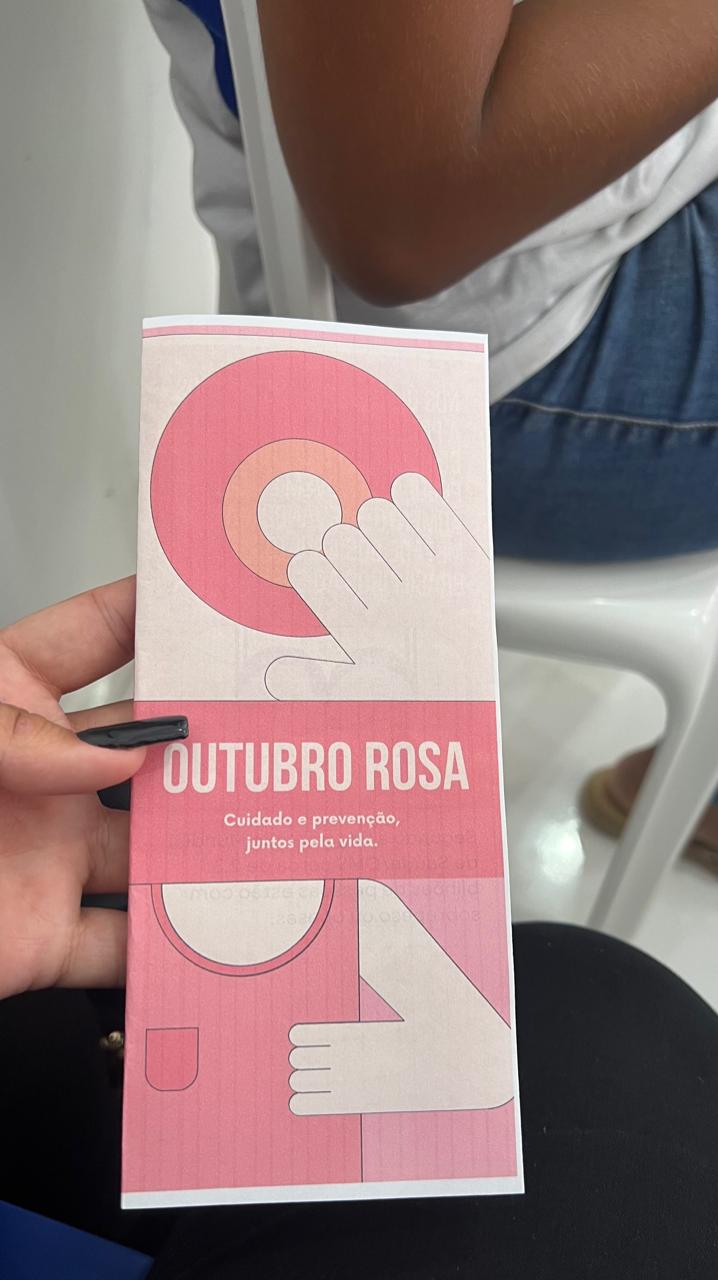 OUTUBRO ROSA
Cuidado e prevenção,
juntos pela vida.